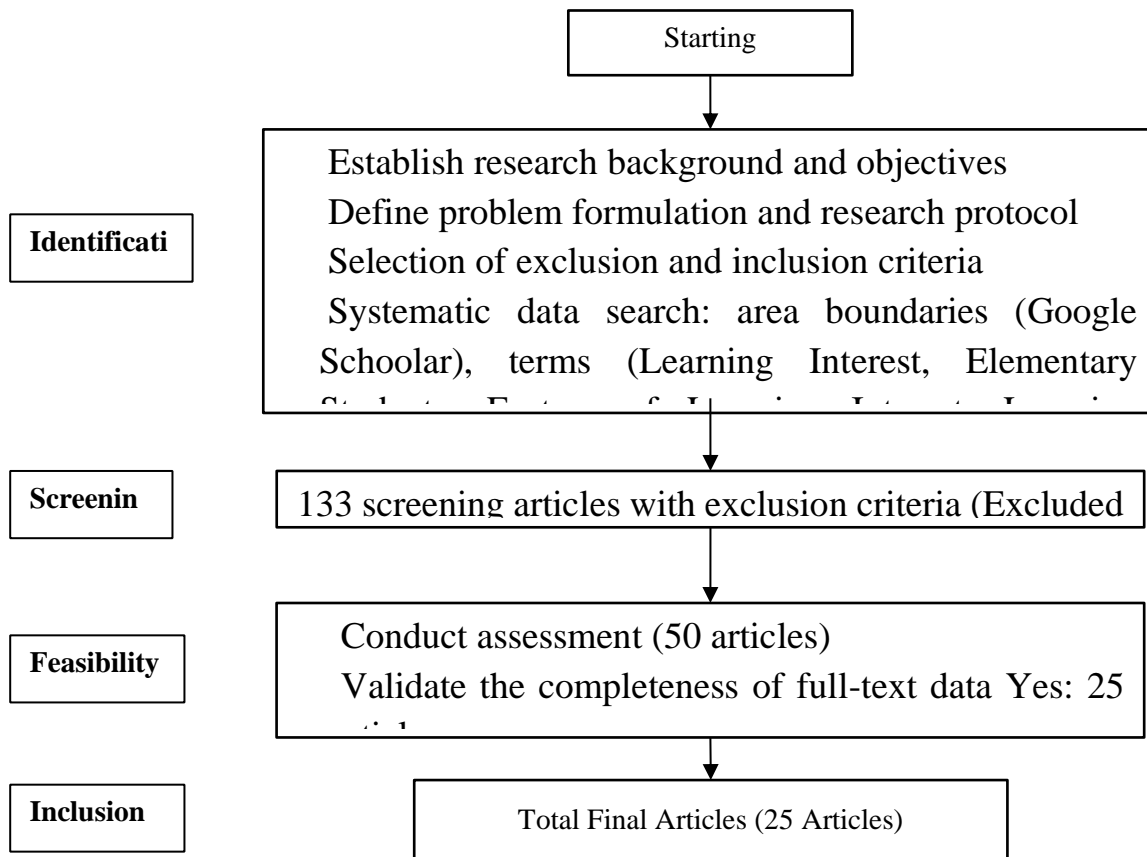 Starting
Establish research background and objectives
Define problem formulation and research protocol
Selection of exclusion and inclusion criteria
Systematic data search: area boundaries (Google
Schoolar), terms (Learning Interest, Elementary
Identificati
Screenin
133 screening articles with exclusion criteria (Excluded
Feasibility
Conduct assessment (50 articles)
Validate the completeness of full-text data Yes: 25
Inclusion
Total Final Articles (25 Articles)